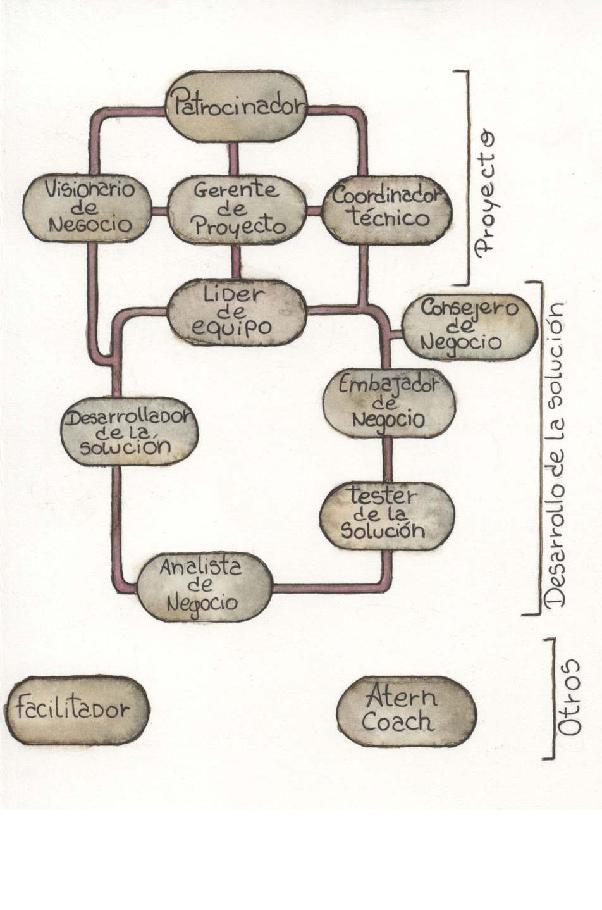 Patrocinador
Visionario
de
Negocio
Gerente
de
Proyecto
Coordinador
técnico
Proyecto
Lider
de
equipo
Consejero
de
Negocio
Embajador
de
Negocio
Desarrollador
de la
solución
Tester
de la
Solución
Analista
de
Negocio
Desarrollo de la solución
Facilitador
Atern
Coach
Otros